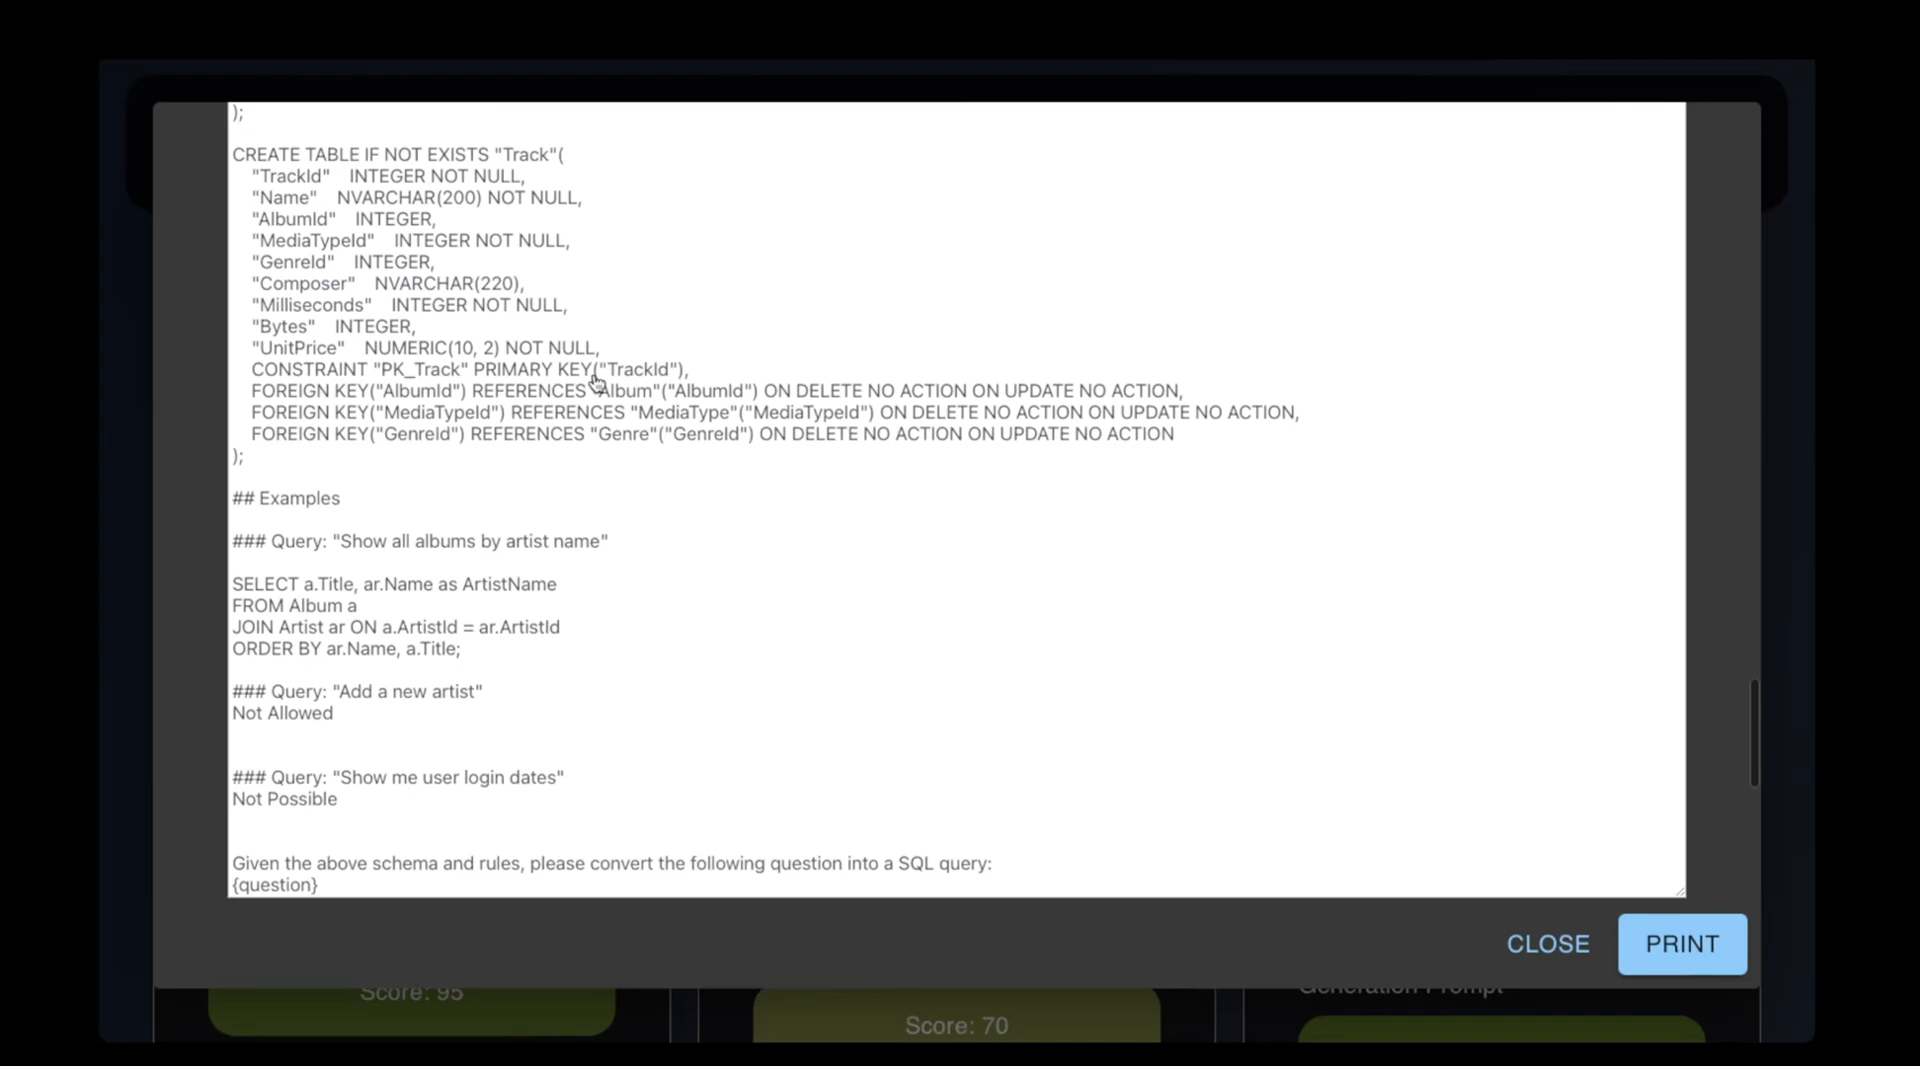 );
CREATE TABLE IF NOT EXISTS "Track"(
"TrackId" INTEGER NOT NULL,
"Name" NVARCHAR(200) NOT NULL,
"AlbumId" INTEGER,
"MediaTypeId" INTEGER NOT NULL,
"GenreId" INTEGER,
"Composer" NVARCHAR(220),
"Milliseconds" INTEGER NOT NULL,
"Bytes" INTEGER,
"UnitPrice" NUMERIC(10, 2) NOT NULL,
CONSTRAINT "PK_Track" PRIMARY KEY("TrackId"),
FOREIGN KEY("AlbumId") REFERENCES "Album"("AlbumId") ON DELETE NO ACTION ON UPDATE NO ACTION,
FOREIGN KEY("MediaTypeId") REFERENCES "MediaType"("MediaTypeId") ON DELETE NO ACTION ON UPDATE NO ACTION,
FOREIGN KEY("GenreId") REFERENCES "Genre"("GenreId") ON DELETE NO ACTION ON UPDATE NO ACTION
);
## Examples
### Query: "Show all albums by artist name"
SELECT a.Title, ar.Name as ArtistName
FROM Album a
JOIN Artist ar ON a.ArtistId = ar.ArtistId
ORDER BY ar.Name, a.Title;
### Query: "Add a new artist"
Not Allowed
### Query: "Show me user login dates"
Not Possible
Given the above schema and rules, please convert the following question into a SQL query:
{question}
CLOSE
PRINT
Score: 95
Score: 70
Generation Prompt